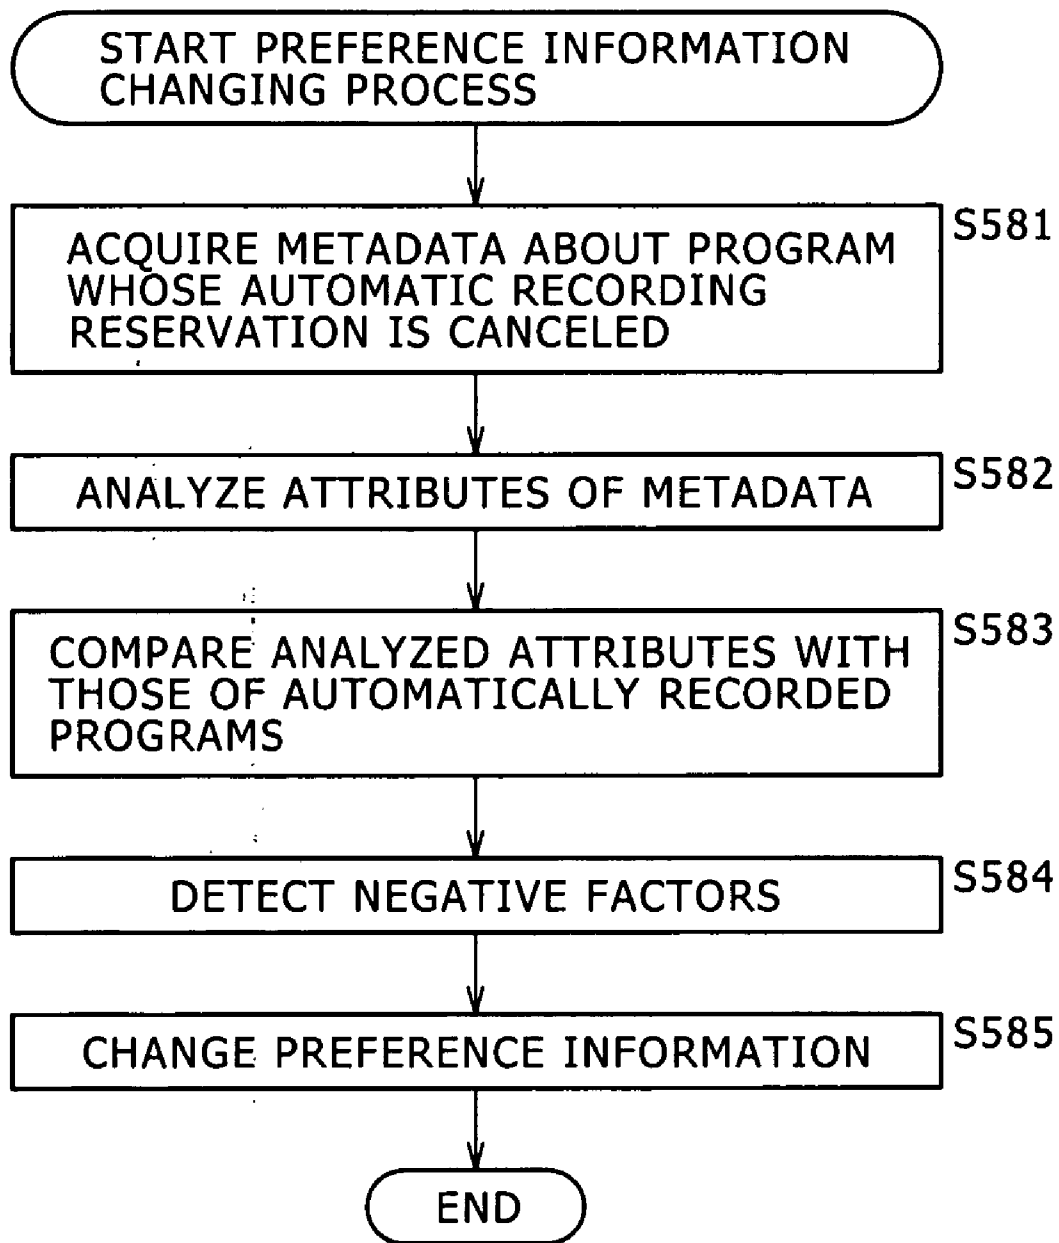 START PREFERENCE INFORMATION
CHANGING PROCESS
S581
ACQUIRE METADATA ABOUT PROGRAM
WHOSE AUTOMATIC RECORDING
RESERVATION IS CANCELED
S582
ANALYZE ATTRIBUTES OF METADATA
S583
COMPARE ANALYZED ATTRIBUTES WITH
THOSE OF AUTOMATICALLY RECORDED
PROGRAMS
S584
DETECT NEGATIVE FACTORS
S585
CHANGE PREFERENCE INFORMATION
END